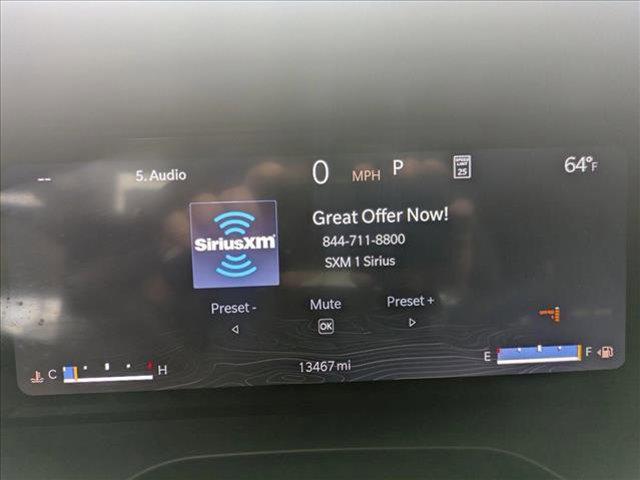 --
5. Audio
0 MPH
P
SPEED LIMIT 25
64°F
SiriusXM
Great Offer Now!
844-711-8800
SXM 1 Sirius
Preset -
Mute
Preset +
OK
C
H
13467 mi
E
F